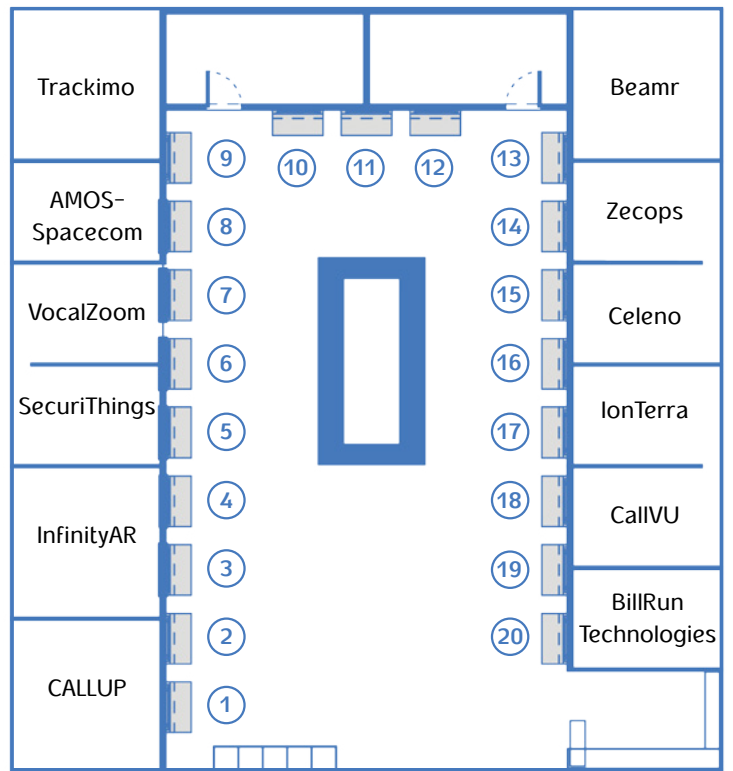 Trackimo
Beamr
9
10
11
12
13
AMOS-
Spacecom
8
14
Zecops
VocalZoom
7
15
Celeno
6
16
SecuriThings
5
17
IonTerra
4
18
CallVU
InfinityAR
3
19
BillRun
Technologies
2
20
CALLUP
1